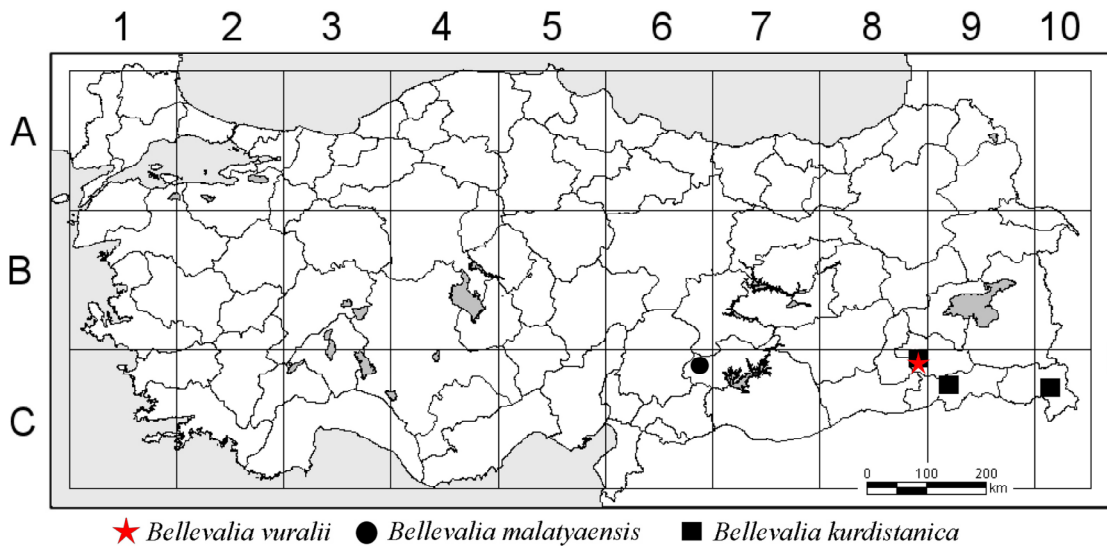 1 2 3 4 5 6 7 8 9 10
A
B
C
0 100 200
km
Bellevalia vuralii Bellevalia malatyaensis Bellevalia kurdistanica